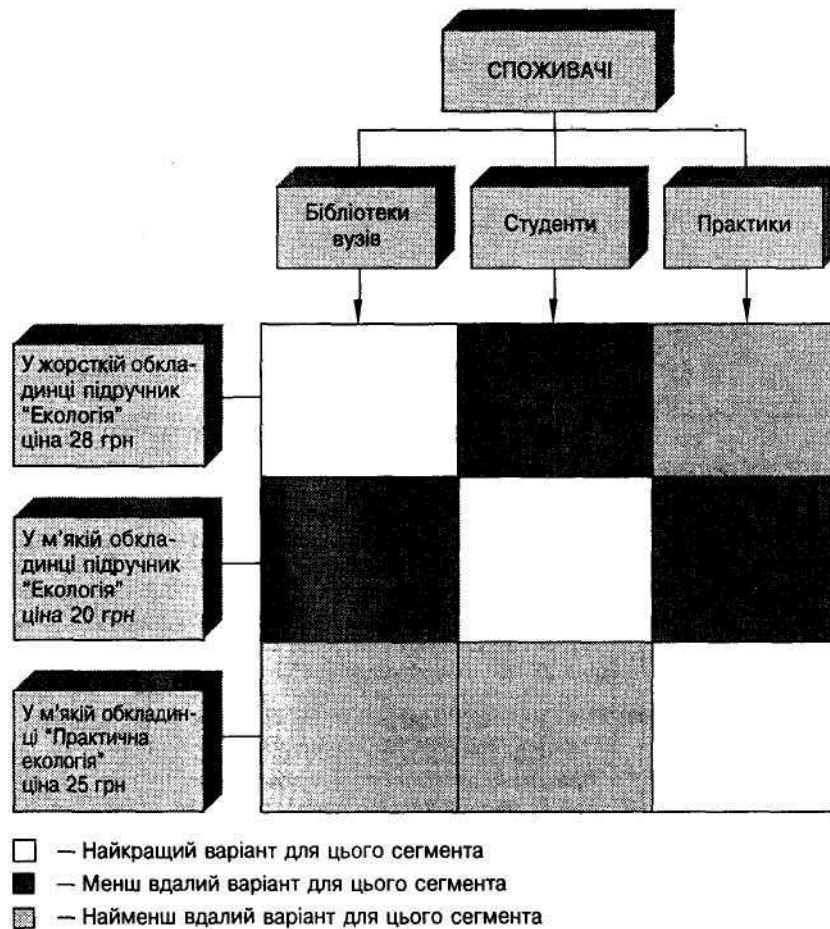 СПОЖИВАЧІ
Бібліотеки
вузів
Студенти
Практики
У жорсткій обкла-
динці підручник
"Екологія"
ціна 28 грн
У м'якій обкла-
динці підручник
"Екологія"
ціна 20 грн
У м'якій обкладин-
ці "Практична
екологія"
ціна 25 грн
— Найкращий варіант для цього сегмента
— Менш вдалий варіант для цього сегмента
— Найменш вдалий варіант для цього сегмента